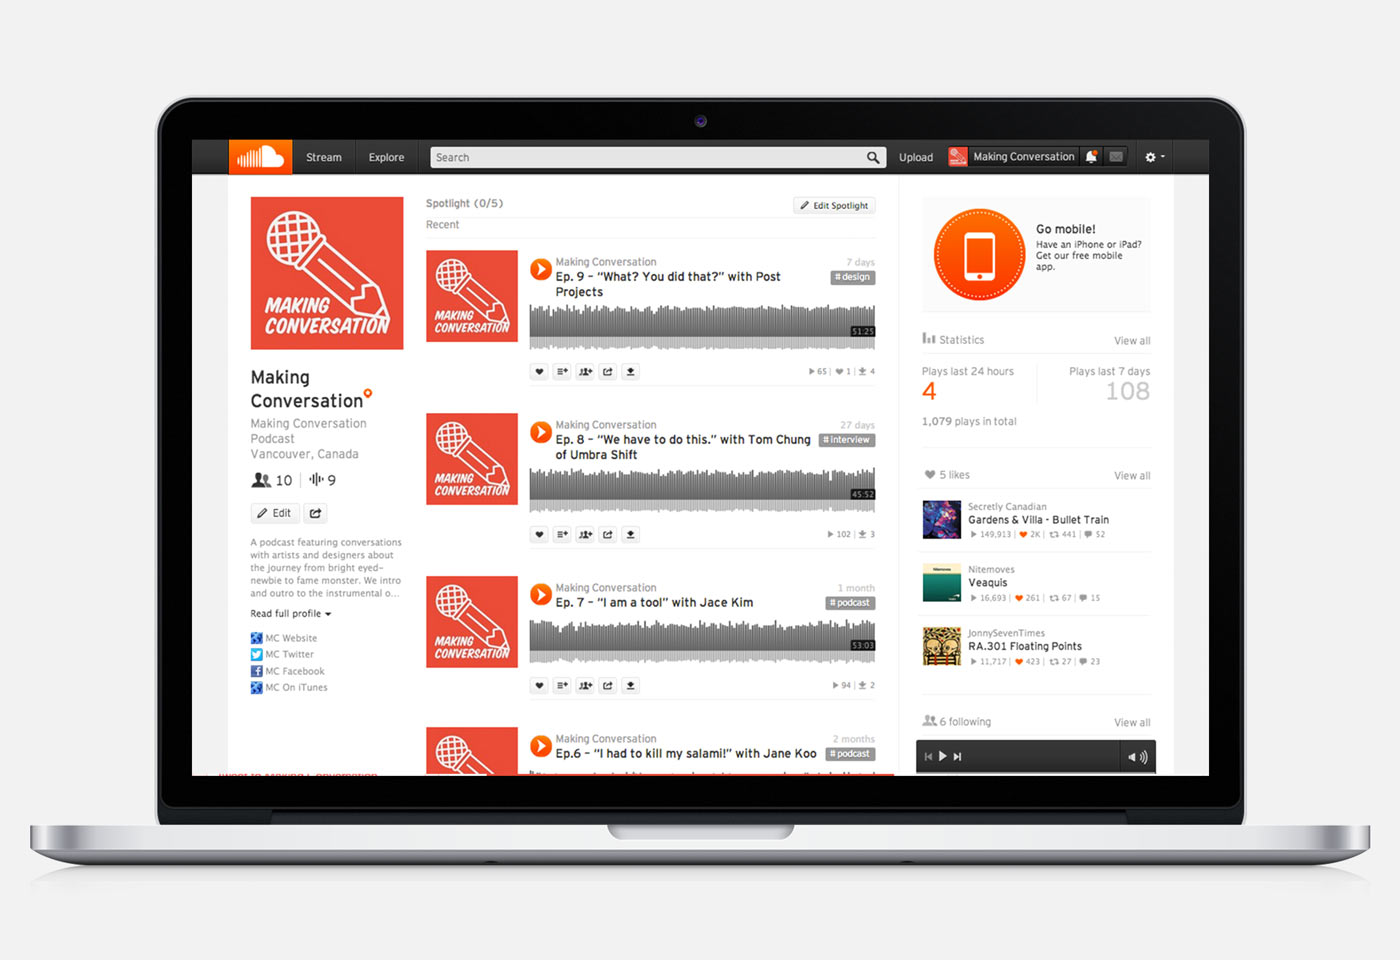 Stream
Explore
Search
Upload
Making Conversation
MAKING
CONVERSATION
Making
Conversation
Making Conversation
Podcast
Vancouver, Canada
10
9
Edit
A podcast featuring conversations
with artists and designers about
the journey from bright eyed-
newbie to fame monster. We intro
and outro to the instrumental o...
Read full profile
MC Website
MC Twitter
MC Facebook
MC On iTunes
Spotlight (0/5)
Edit Spotlight
Recent
MAKING
CONVERSATION
Making Conversation
7 days
Ep. 9 - “What? You did that?” with Post
Projects
# design
51:25
65 | 1 | 4
MAKING
CONVERSATION
Making Conversation
27 days
Ep. 8 - “We have to do this.” with Tom Chung
of Umbra Shift
# interview
45:52
102 | 3
MAKING
CONVERSATION
Making Conversation
1 month
Ep. 7 - “I am a tool” with Jace Kim
# podcast
53:03
94 | 2
Making Conversation
2 months
Ep.6 - “I had to kill my salami!” with Jane Koo
# podcast
Go mobile!
Have an iPhone or iPad?
Get our free mobile
app.
Statistics
View all
Plays last 24 hours
4
Plays last 7 days
108
1,079 plays in total
5 likes
View all
Secretly Canadian
Gardens & Villa - Bullet Train
149,913 | 2K | 441 | 52
Nitemoves
Veaquis
16,693 | 261 | 67 | 15
JonnySevenTimes
RA.301 Floating Points
11,717 | 423 | 27 | 23
6 following
View all